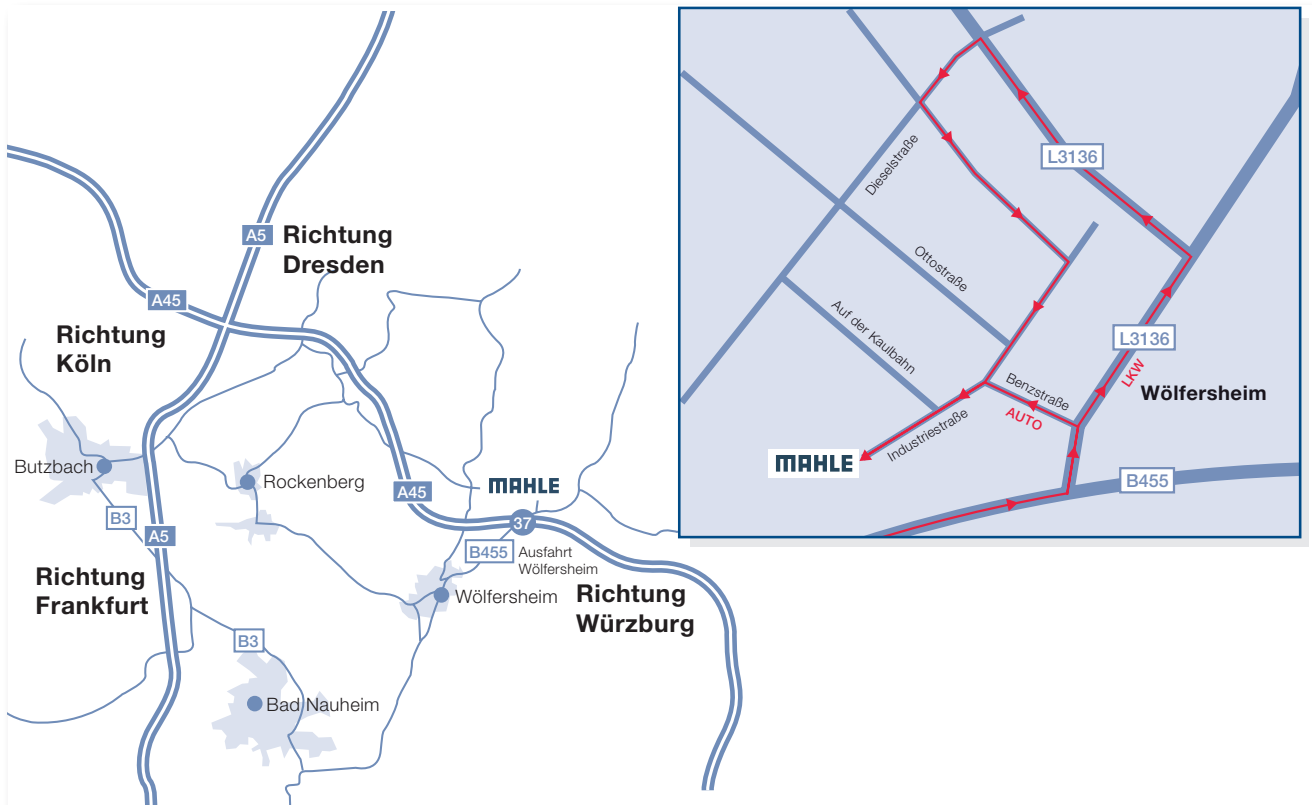 A5
Richtung
Dresden
A45
Richtung
Köln
Butzbach
Rockenberg
B3
A5
A45
MAHLE
37
B455
Ausfahrt
Wölfersheim
Richtung
Frankfurt
Wölfersheim
Richtung
Würzburg
B3
Bad Nauheim
L3136
Dieselstraße
Ottostraße
Auf der Kaulbahn
L3136
LKW
Wölfersheim
Benzstraße
AUTO
Industriestraße
MAHLE
B455